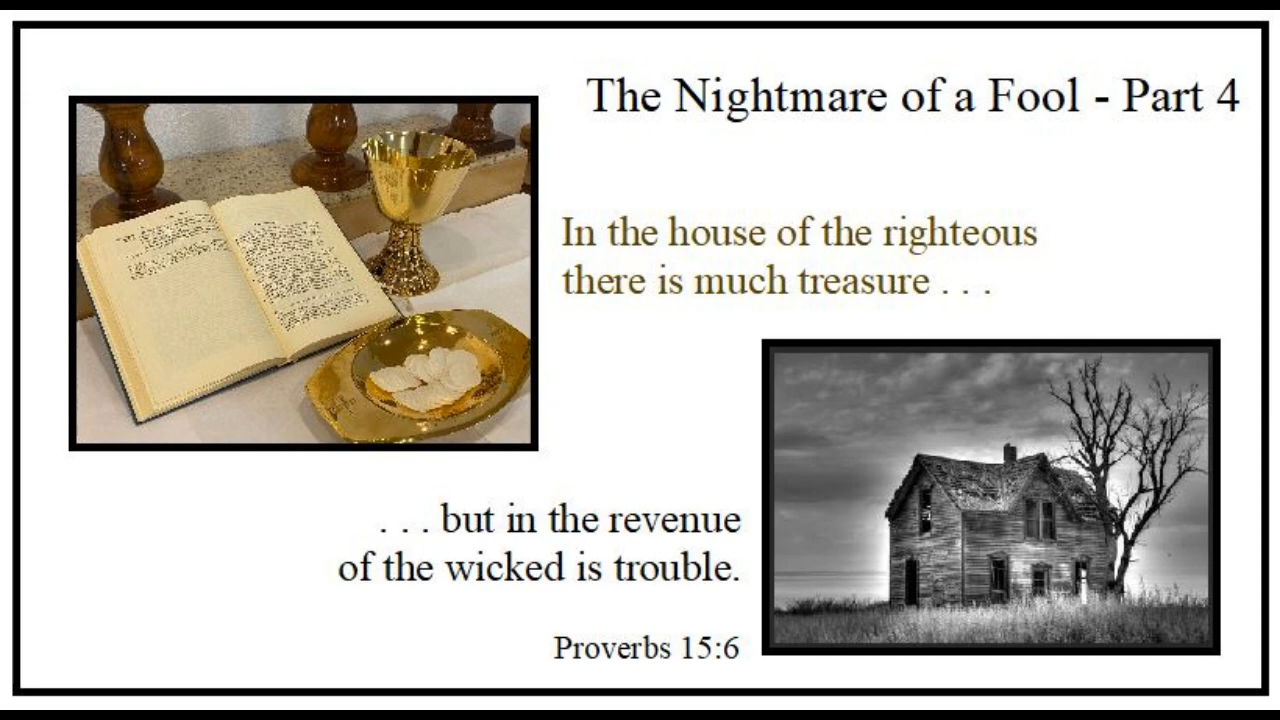 The Nightmare of a Fool - Part 4
In the house of the righteous
there is much treasure . . .
. . . but in the revenue
of the wicked is trouble.
Proverbs 15:6